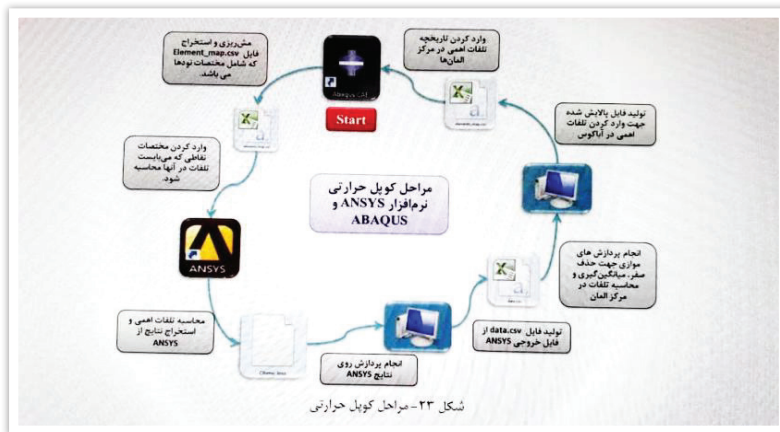 مش‌ریزی و استخراج
فایل Element_map.csv
که شامل مختصات نودها
می باشد.
Abaqus CAE
Start
وارد کردن تاریخچه
تلفات اهمی در مرکز
المان‌ها
تولید فایل پالایش شده
جهت وارد کردن تلفات
اهمی در آباکوس
وارد کردن مختصات
نقاطی که می‌بایست
تلفات در آنها محاسبه
شود.
مراحل کوپل حرارتی
نرم‌افزار ANSYS و
ABAQUS
ANSYS
انجام پردازش های
موازی جهت حذف
صفر، میانگین‌گیری و
محاسبه تلفات در
مرکز المان
محاسبه تلفات اهمی و
استخراج نتایج از
ANSYS
انجام پردازش روی
نتایج ANSYS
تولید فایل data.csv از
فایل خروجی ANSYS
شکل ۲۳- مراحل کوپل حرارتی